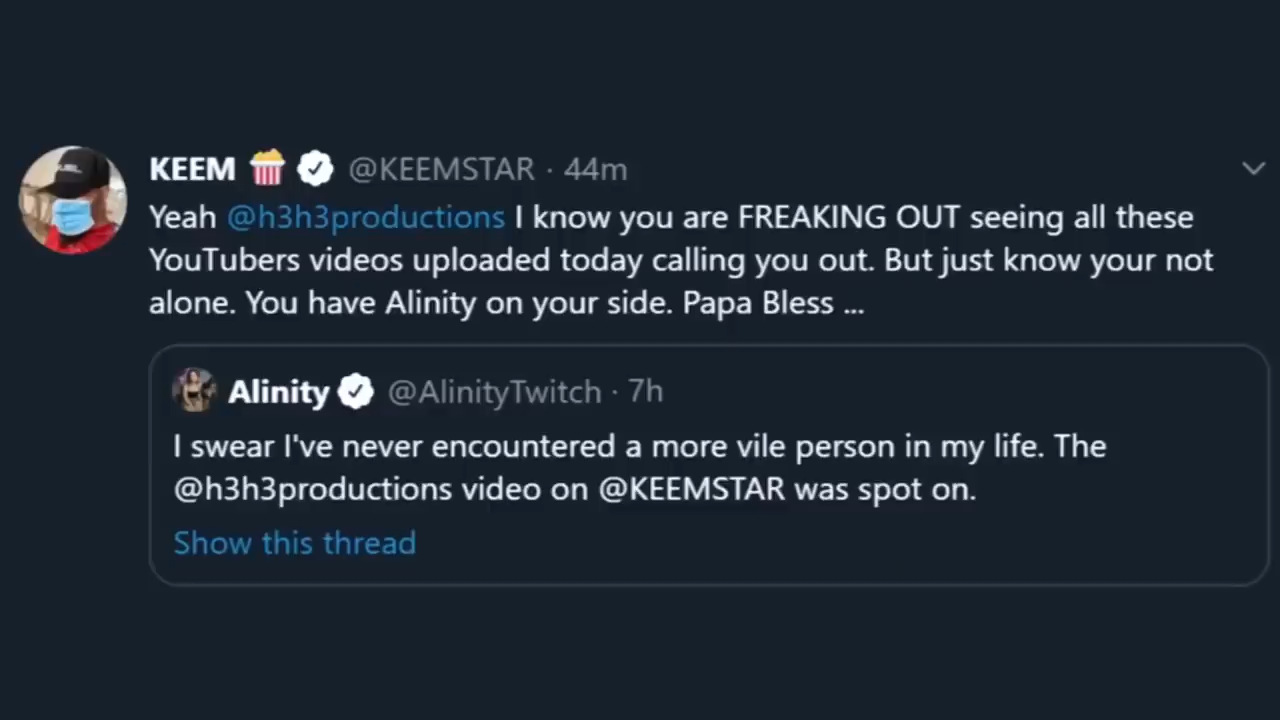 KEEM 🍿 @KEEMSTAR · 44m
Yeah @h3h3productions I know you are FREAKING OUT seeing all these
YouTubers videos uploaded today calling you out. But just know your not
alone. You have Alinity on your side. Papa Bless ...
Alinity @AlinityTwitch · 7h
I swear I've never encountered a more vile person in my life. The
@h3h3productions video on @KEEMSTAR was spot on.
Show this thread